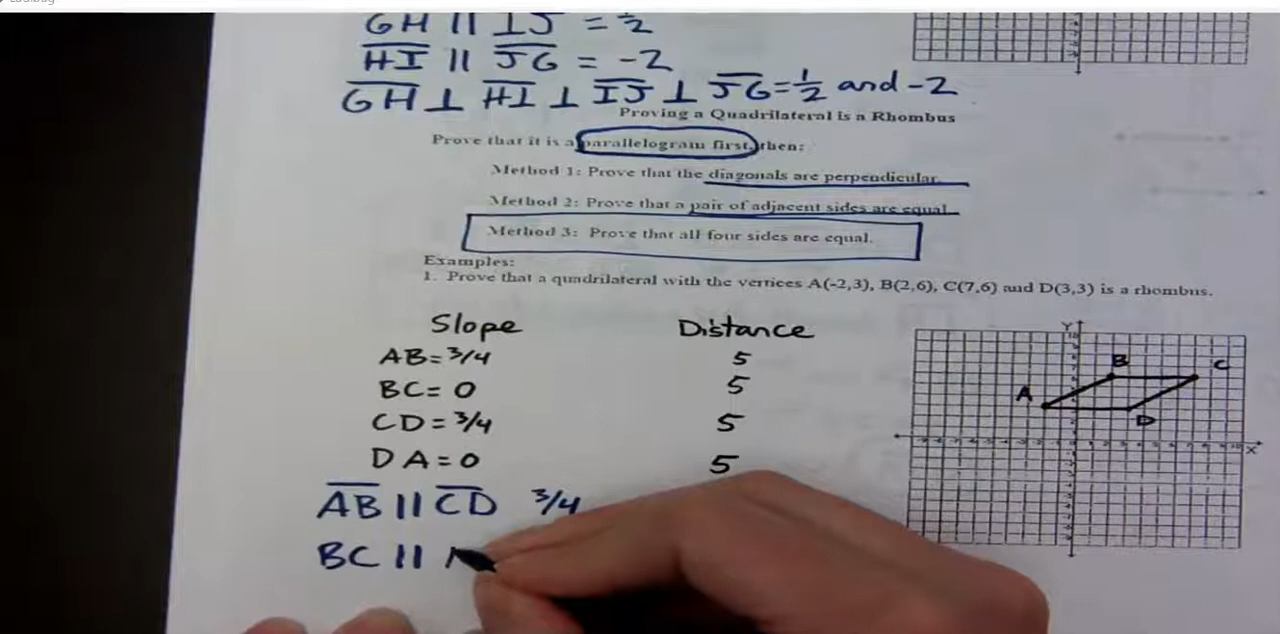 GH || IJ = 1/2
HI || JG = -2
GH ⊥ HI ⊥ IJ ⊥ JG = 1/2 and -2
Proving a Quadrilateral is a Rhombus
Prove that it is a parallelogram first, then:
Method 1: Prove that the diagonals are perpendicular.
Method 2: Prove that a pair of adjacent sides are equal.
Method 3: Prove that all four sides are equal.
Examples:
1. Prove that a quadrilateral with the vertices A(-2,3), B(2,6), C(7,6) and D(3,3) is a rhombus.
Slope Distance
AB = 3/4 5
BC = 0 5
CD = 3/4 5
DA = 0 5
AB || CD 3/4
BC ||
Y
B C
A D
X